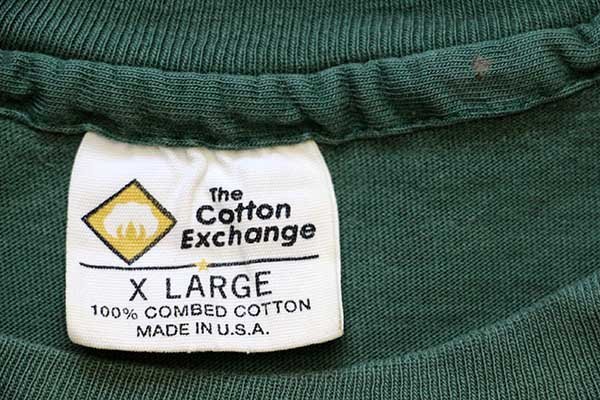 The
Cotton
Exchange
X LARGE
100% COMBED COTTON
MADE IN U.S.A.